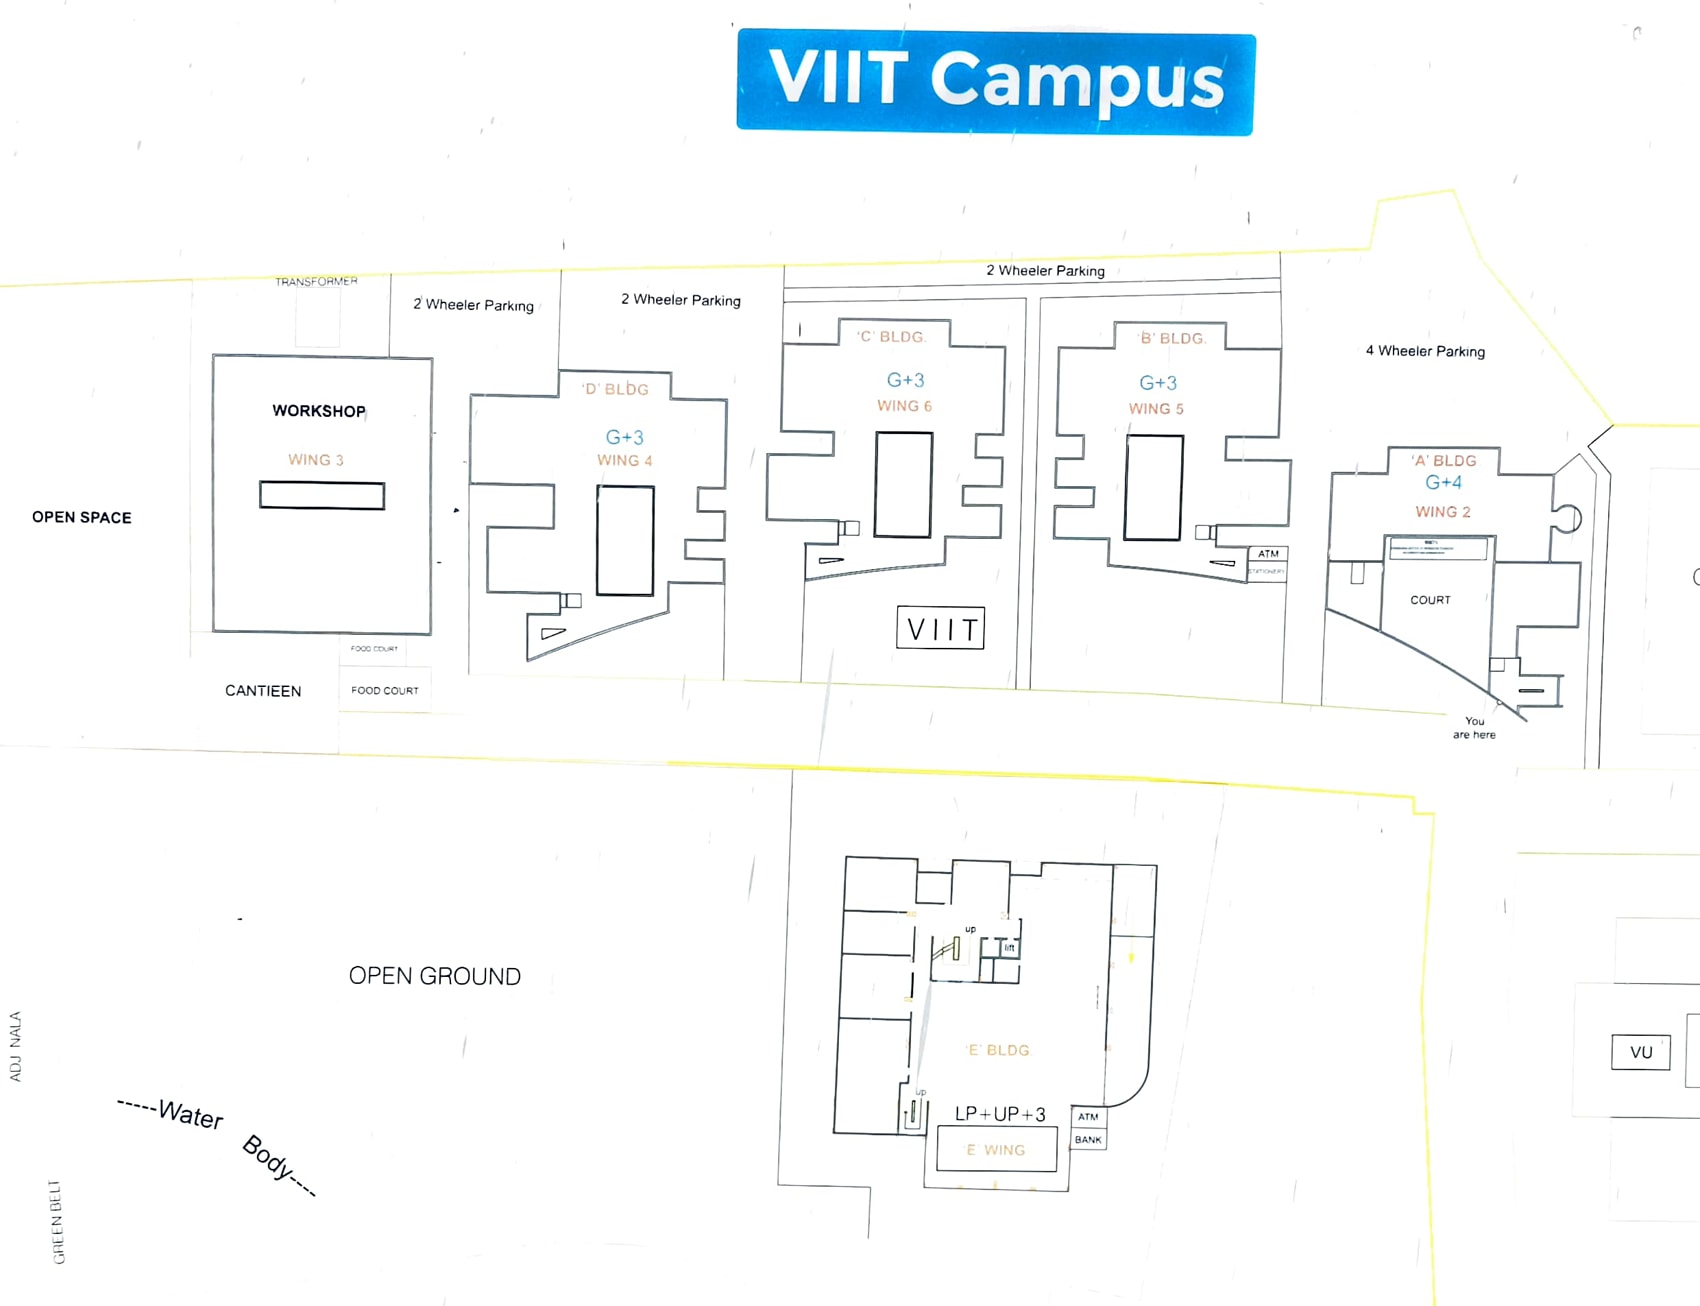 VIIT Campus
TRANSFORMER
2 Wheeler Parking
2 Wheeler Parking
2 Wheeler Parking
4 Wheeler Parking
WORKSHOP
WING 3
OPEN SPACE
'D' BLDG
G+3
WING 4
'C' BLDG.
G+3
WING 6
'B' BLDG.
G+3
WING 5
'A' BLDG
G+4
WING 2
COURT
ATM
STATIONERY
VIIT
FOOD COURT
CANTIEEN
FOOD COURT
You
are here
OPEN GROUND
up
lift
'E' BLDG.
up
LP+UP+3
'E' WING
ATM
BANK
VU
ADJ NALA
-----Water Body----
GREEN BELT